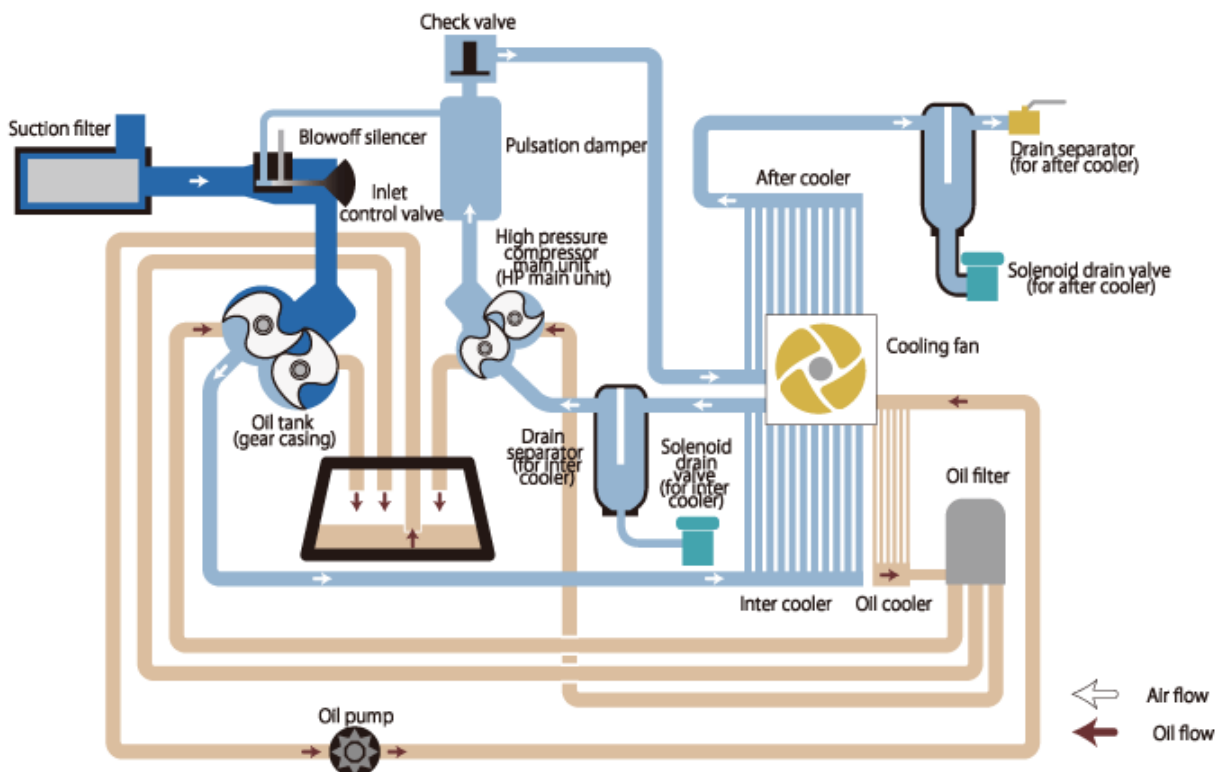 Check valve
Suction filter
Blowoff silencer
Pulsation damper
Inlet
control valve
High pressure
compressor
main unit
(HP main unit)
After cooler
Drain separator
(for after cooler)
Solenoid drain valve
(for after cooler)
Cooling fan
Oil tank
(gear casing)
Drain
separator
(for inter
cooler)
Solenoid
drain
valve
(for inter
cooler)
Oil filter
Inter cooler
Oil cooler
Oil pump
Air flow
Oil flow